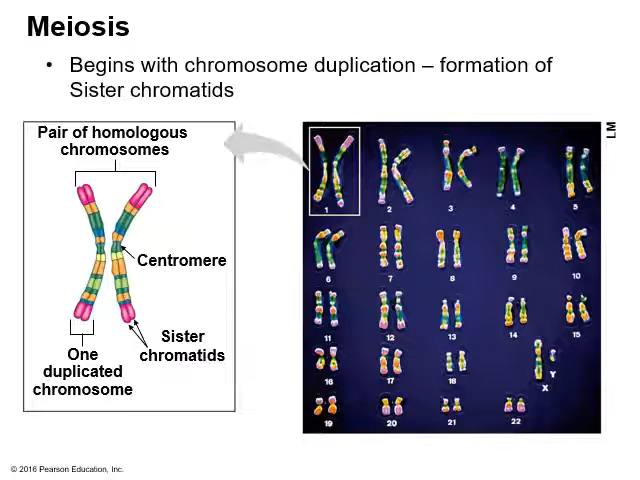 Meiosis
• Begins with chromosome duplication – formation of
Sister chromatids
Pair of homologous
chromosomes
Centromere
Sister
chromatids
One
duplicated
chromosome
LM
1 2 3 4 5
6 7 8 9 10
11 12 13 14 15
16 17 18 X Y
19 20 21 22
© 2016 Pearson Education, Inc.